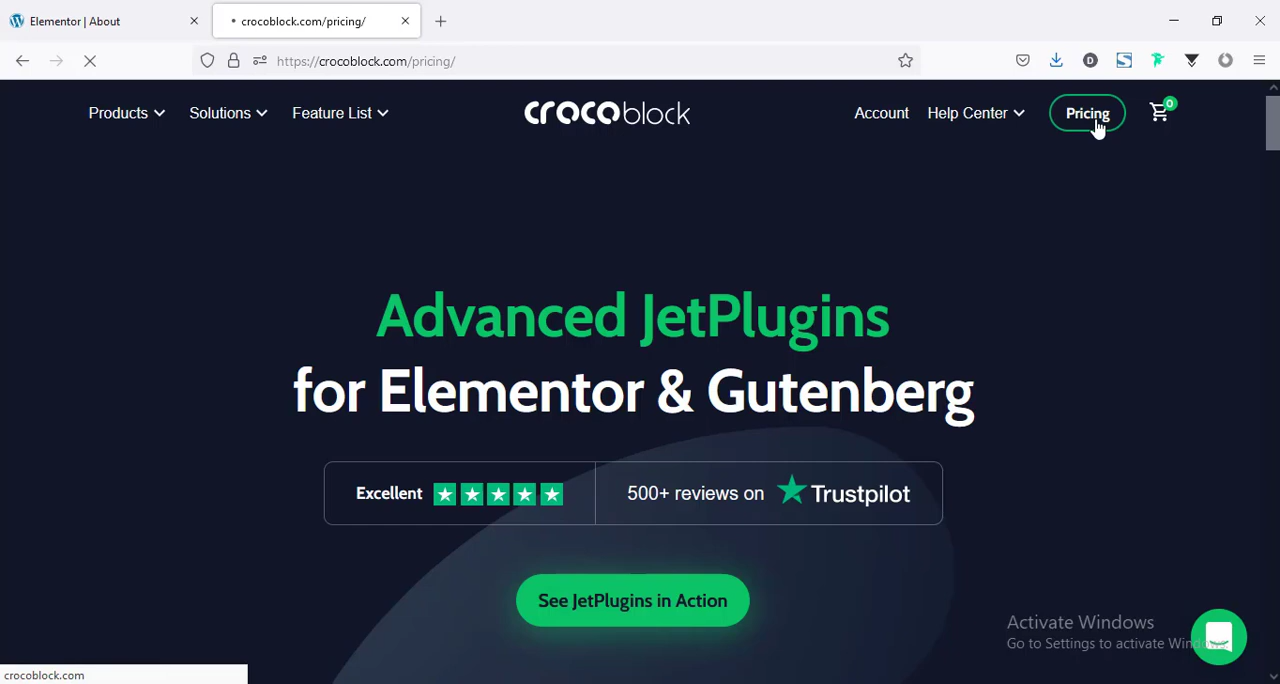 Elementor | About
crocoblock.com/pricing/
https://crocoblock.com/pricing/
Products
Solutions
Feature List
crocoblock
Account
Help Center
Pricing
0
Advanced JetPlugins
for Elementor & Gutenberg
Excellent
500+ reviews on
Trustpilot
See JetPlugins in Action
Activate Windows
Go to Settings to activate Windows.
crocoblock.com